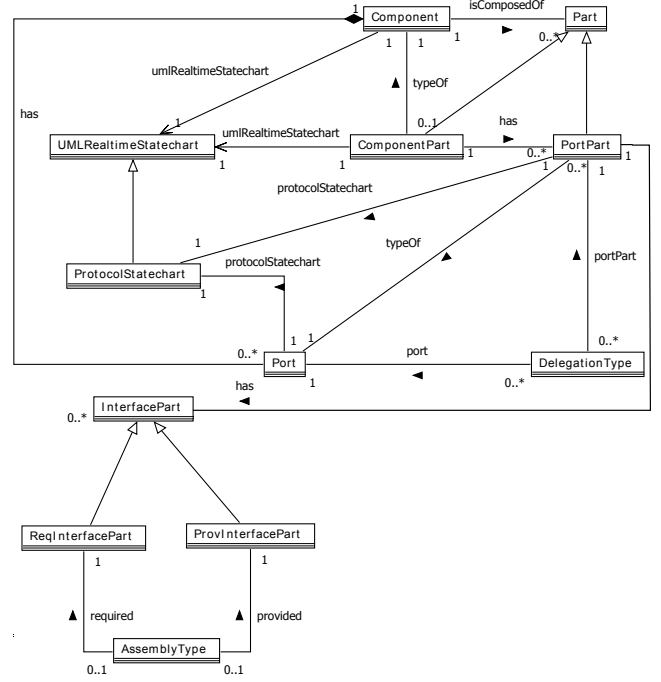 1 Component isComposedOf Part
1 1 1 0..*
umlRealtimeStatechart
typeOf
has
1 0..1
umlRealtimeStatechart has
UMLRealtimeStatechart ComponentPart PortPart
1 1 1 0..* 1 0..* 1 1
protocolStatechart
1 typeOf
protocolStatechart portPart
ProtocolStatechart
1
1 1 0..*
0..* Port port DelegationType
1 0..*
has
InterfacePart
0..*
ReqInterfacePart ProvInterfacePart
1 1
required provided
AssemblyType
0..1 0..1